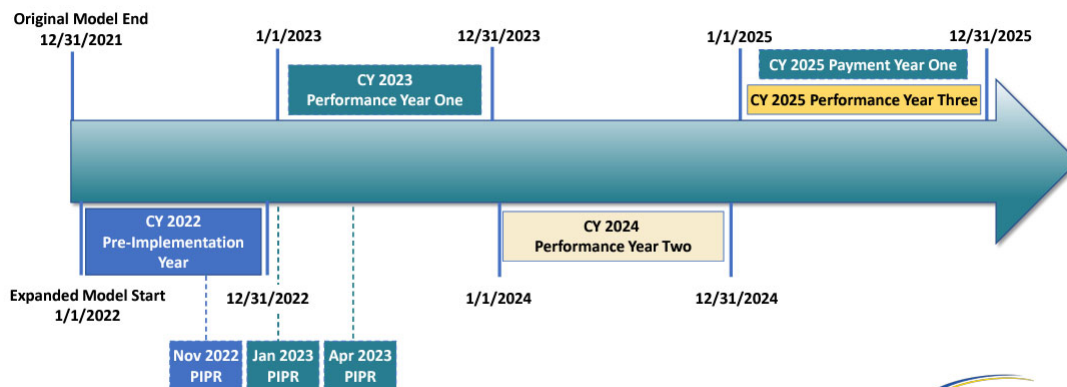 Original Model End
12/31/2021
1/1/2023
12/31/2023
1/1/2025
12/31/2025
CY 2023
Performance Year One
CY 2025 Payment Year One
CY 2025 Performance Year Three
CY 2022
Pre-Implementation
Year
CY 2024
Performance Year Two
Expanded Model Start
1/1/2022
12/31/2022
1/1/2024
12/31/2024
Nov 2022
PIPR
Jan 2023
PIPR
Apr 2023
PIPR